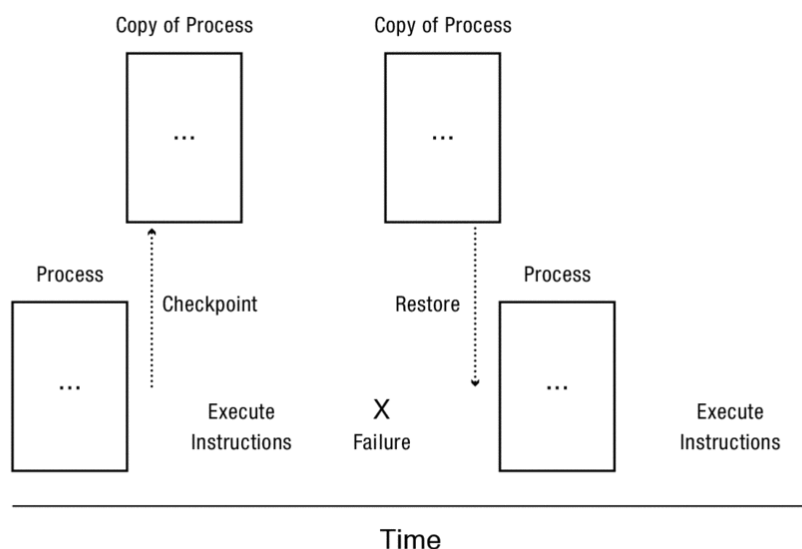 Copy of Process
Copy of Process
...
...
Process
Process
Checkpoint
Restore
...
...
Execute
Instructions
X
Failure
Execute
Instructions
Time